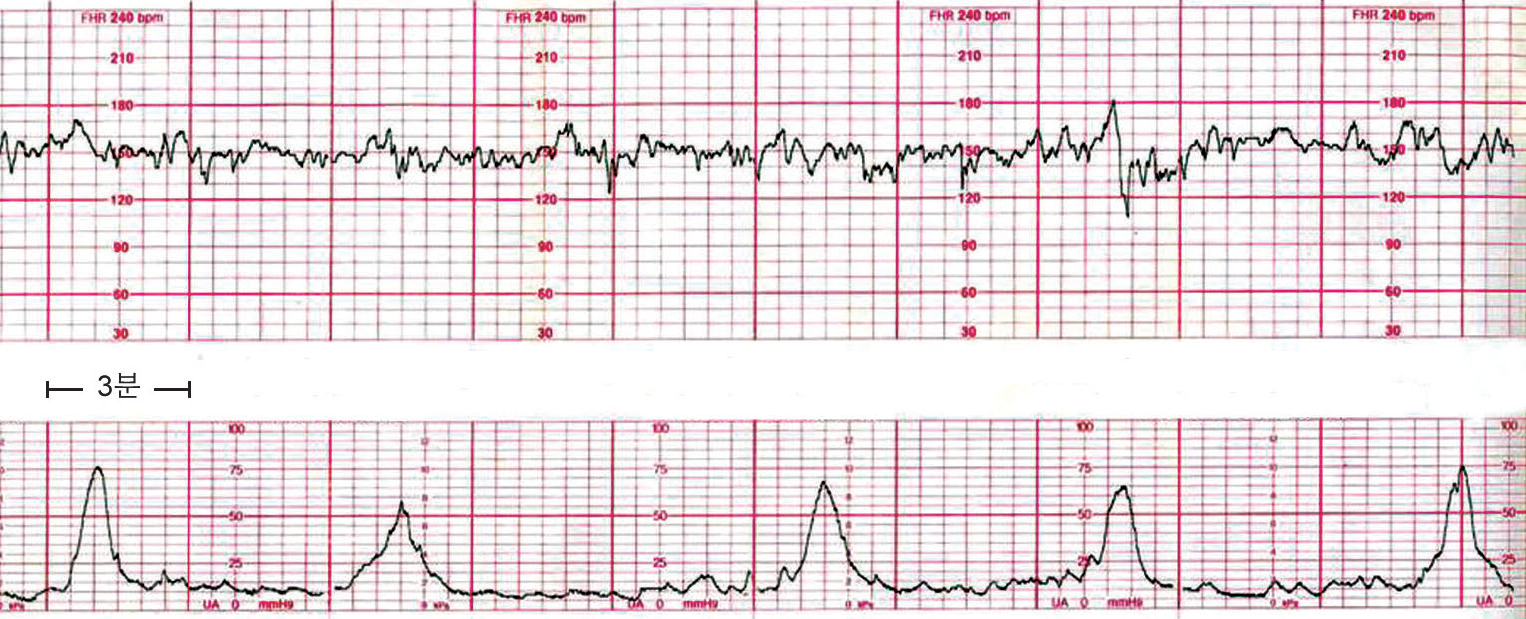 FHR 240 bpm FHR 240 bpm FHR 240 bpm FHR 240 bpm
210 210 210 210
180 180 180 180
150 150 150 150
120 120 120 120
90 90 90 90
60 60 60 60
30 30 30 30
3분
100 100 100 100
75 75 75 75
50 50 50 50
25 25 25 25
UA 0 mmHg UA 0 mmHg UA 0 mmHg UA 0